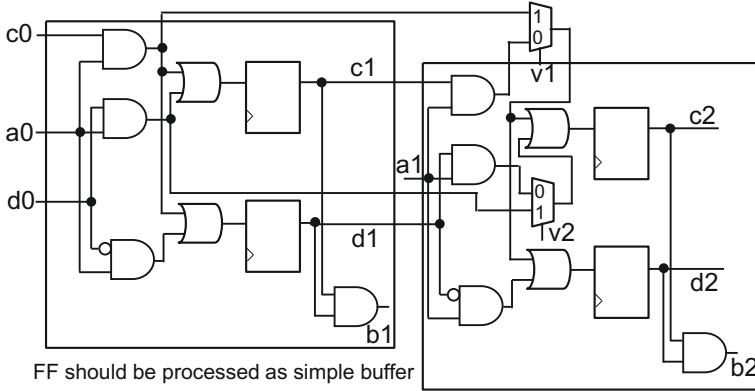 c0
1
0
v1
c1
c2
a0
a1
0
1
d0
v2
d1
d2
b1
b2
FF should be processed as simple buffer